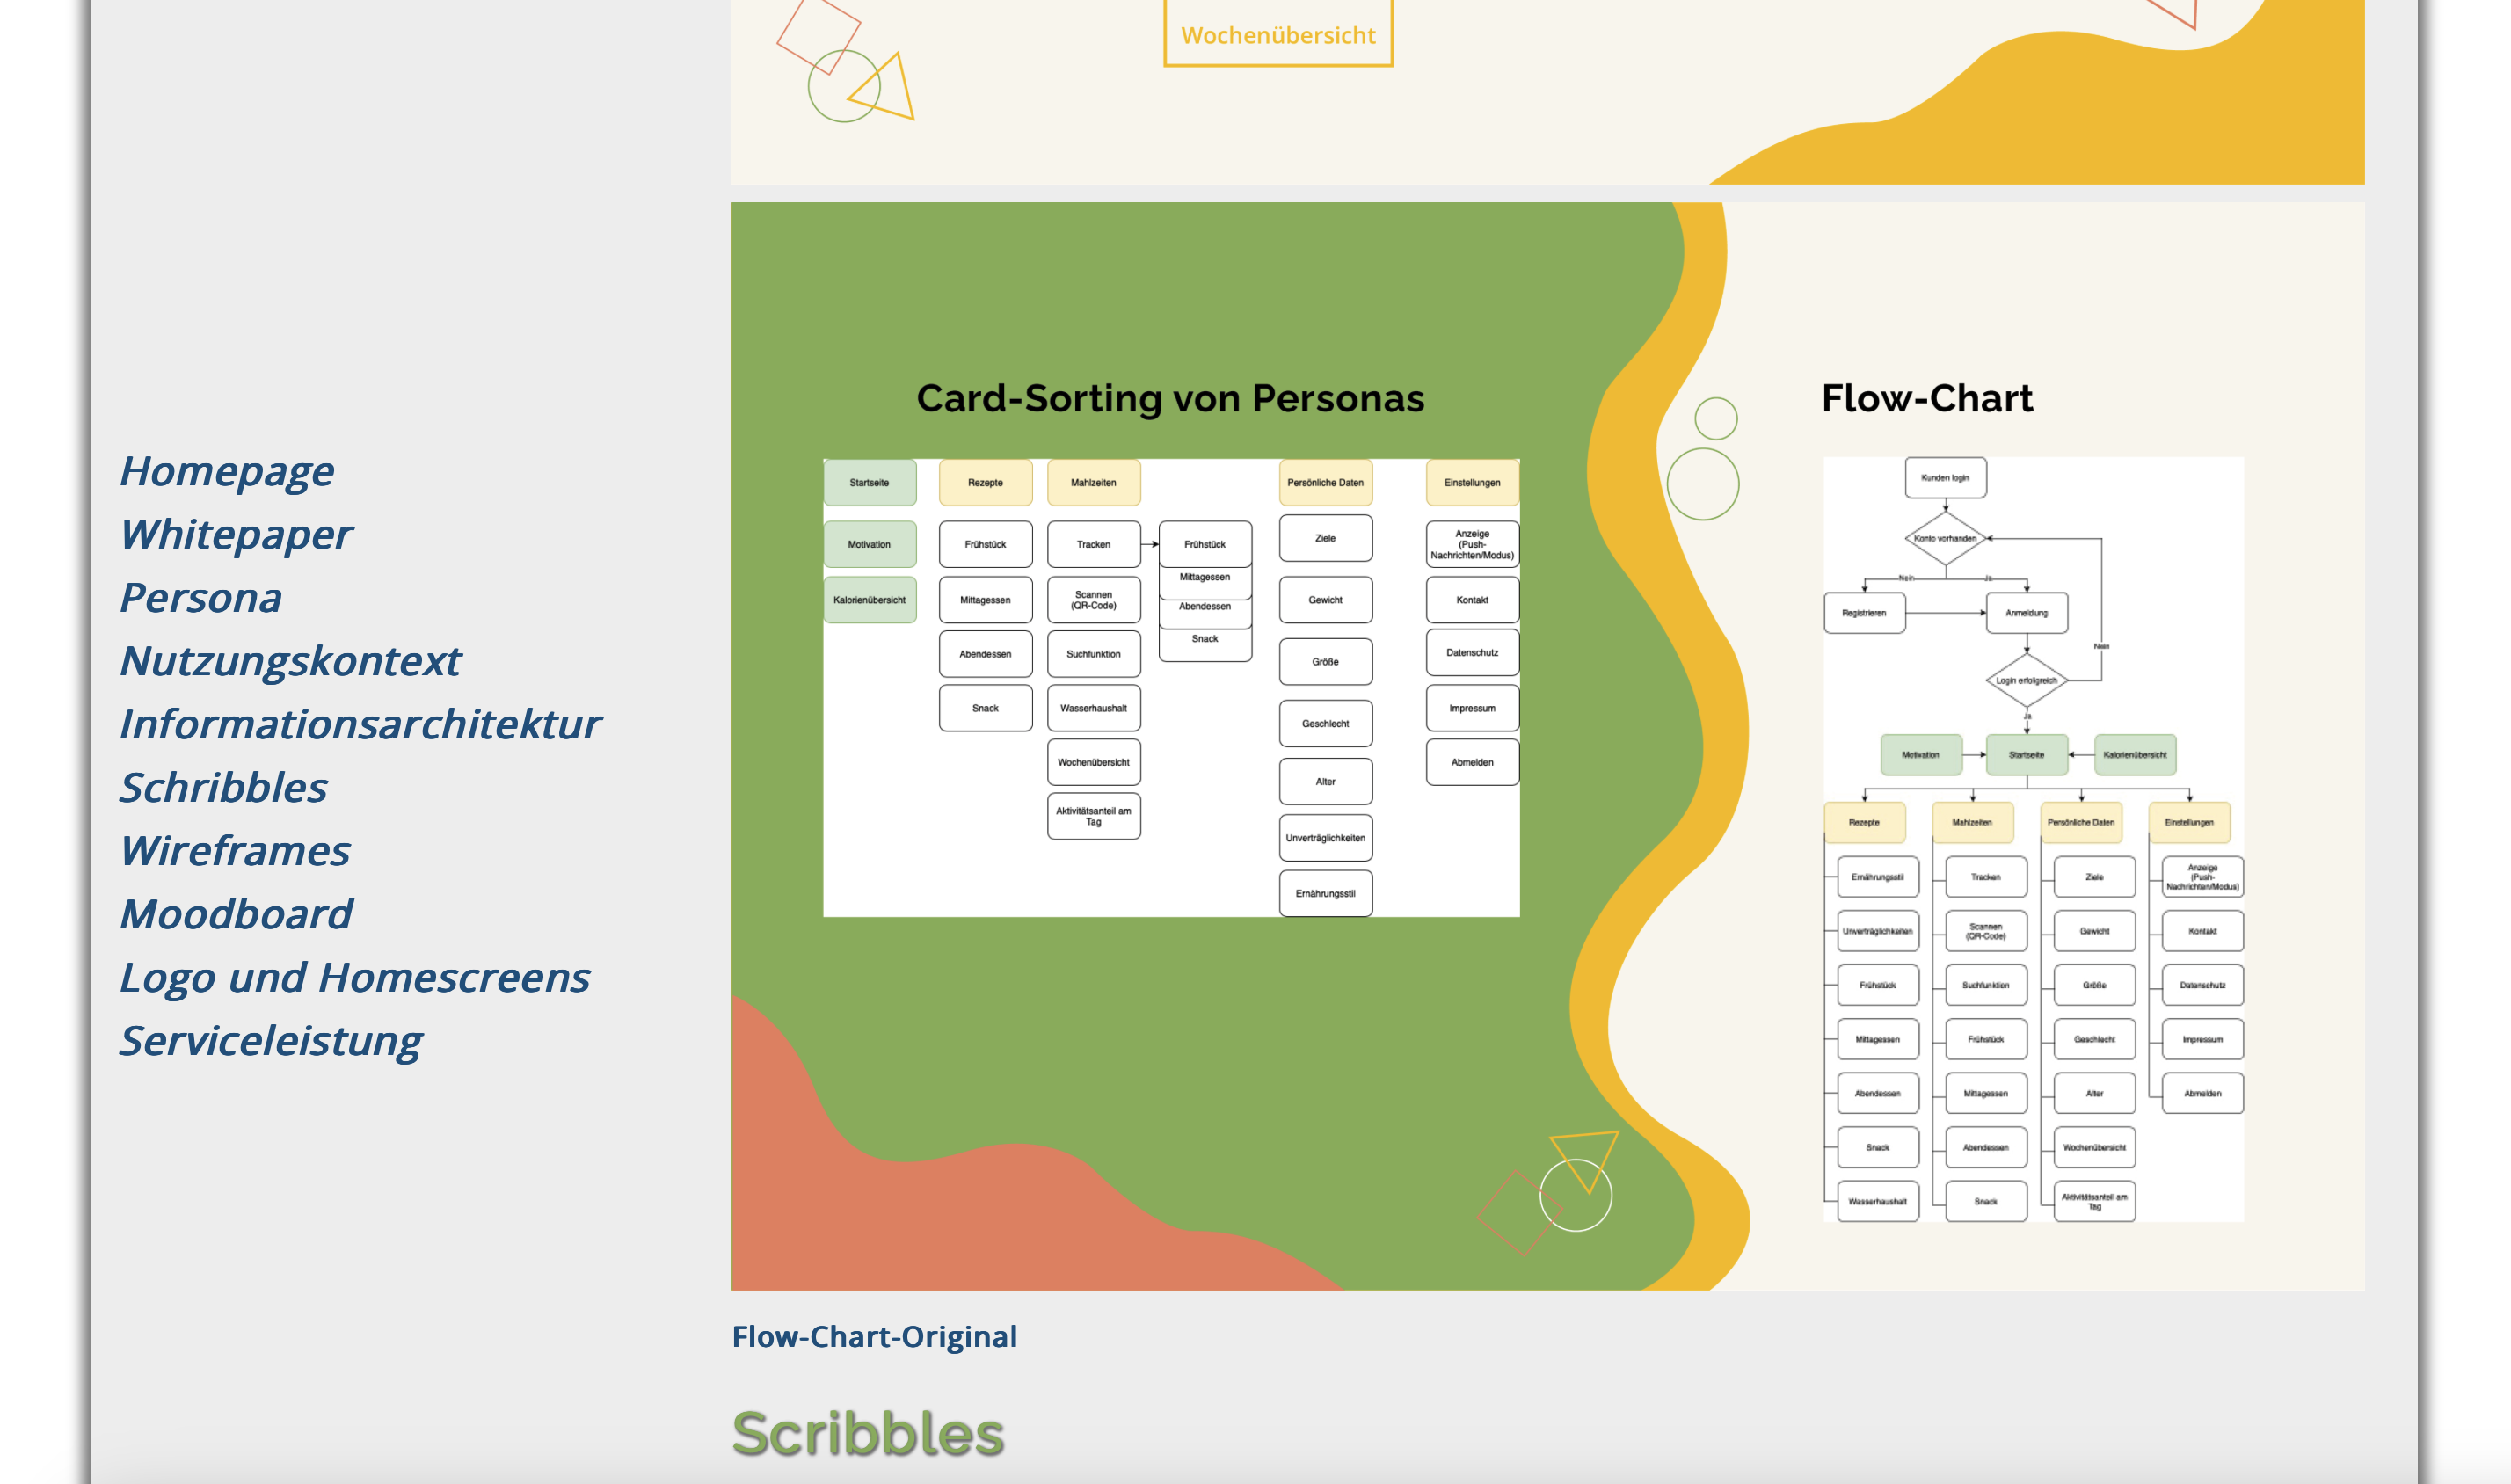 Wochenübersicht
Homepage
Whitepaper
Persona
Nutzungskontext
Informationsarchitektur
Schribbles
Wireframes
Moodboard
Logo und Homescreens
Serviceleistung
Card-Sorting von Personas
Startseite
Motivation
Kalorienübersicht
Rezepte
Frühstück
Mittagessen
Abendessen
Snack
Mahlzeiten
Tracken
Scannen
(QR-Code)
Suchfunktion
Wasserhaushalt
Wochenübersicht
Aktivitätsanteil am
Tag
Frühstück
Mittagessen
Abendessen
Snack
Persönliche Daten
Ziele
Gewicht
Größe
Geschlecht
Alter
Unverträglichkeiten
Ernährungsstil
Einstellungen
Anzeige
(Push-
Nachrichten/Modus)
Kontakt
Datenschutz
Impressum
Abmelden
Flow-Chart
Kunden login
Konto vorhanden
Nein
Ja
Registrieren
Anmeldung
Nein
Login erfolgreich
Ja
Motivation
Startseite
Kalorienübersicht
Rezepte
Ernährungsstil
Unverträglichkeiten
Frühstück
Mittagessen
Abendessen
Snack
Wasserhaushalt
Mahlzeiten
Tracken
Scannen
(QR-Code)
Suchfunktion
Frühstück
Mittagessen
Abendessen
Snack
Persönliche Daten
Ziele
Gewicht
Größe
Geschlecht
Alter
Wochenübersicht
Aktivitätsanteil am
Tag
Einstellungen
Anzeige
(Push-
Nachrichten/Modus)
Kontakt
Datenschutz
Impressum
Abmelden
Flow-Chart-Original
Scribbles